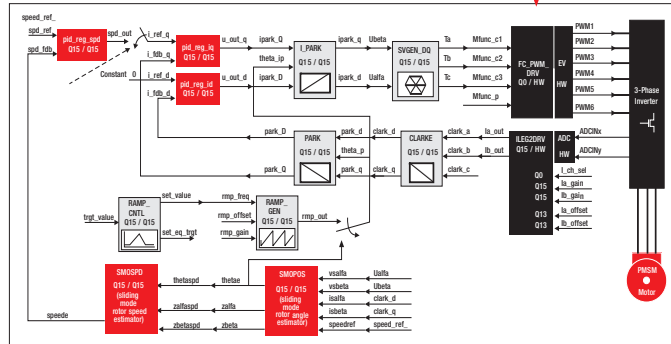 speed_ref_
spd_ref
spd_fdb
pid_reg_spd
Q15 / Q15
spd_out
i_ref_q
i_fdb_q
Constant 0
i_ref_d
i_fdb_d
pid_reg_iq
Q15 / Q15
pid_reg_id
Q15 / Q15
u_out_q
u_out_d
ipark_Q
theta_ip
ipark_D
I_PARK
Q15 / Q15
ipark_q
ipark_d
Ubeta
Ualfa
SVGEN_DQ
Q15 / Q15
Ta
Tb
Tc
Mfunc_c1
Mfunc_c2
Mfunc_c3
Mfunc_p
FC_PWM_
DRV
Q0 / HW
EV
HW
PWM1
PWM2
PWM3
PWM4
PWM5
PWM6
3-Phase
Inverter
park_D
park_Q
PARK
Q15 / Q15
park_d
theta_p
park_q
clark_d
clark_q
CLARKE
Q15 / Q15
clark_a
clark_b
clark_c
Ia_out
Ib_out
ILEG2DRV
Q15 / HW
ADC
HW
ADCINx
ADCINy
Q0
Q15
Q15
Q13
Q13
I_ch_sel
Ia_gain
Ib_gain
Ia_offset
Ib_offset
trgt_value
RAMP_
CNTL
Q15 / Q15
set_value
set_eq_trgt
rmp_freq
rmp_offset
rmp_gain
RAMP_
GEN
Q15 / Q15
rmp_out
PMSM
Motor
speede
SMOSPD
Q15 / Q15
(sliding
mode
rotor speed
estimator)
thetaspd
zalfaspd
zbetaspd
thetae
zalfa
zbeta
SMOPOS
Q15 / Q15
(sliding
mode
rotor angle
estimator)
vsalfa
vsbeta
isalfa
isbeta
speedref
Ualfa
Ubeta
clark_d
clark_q
speed_ref_